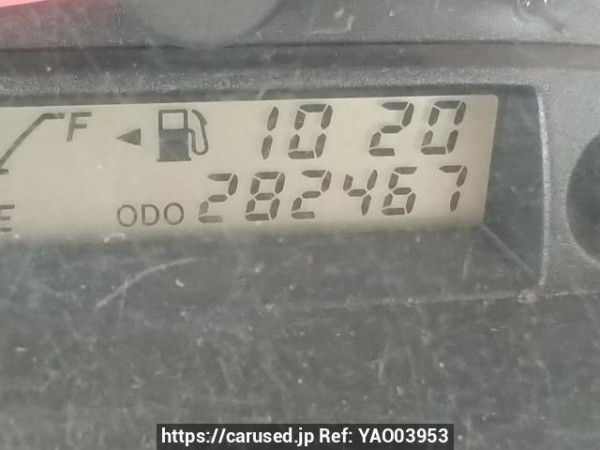 F 10 20
E ODO 282467
https://carused.jp Ref: YAO03953